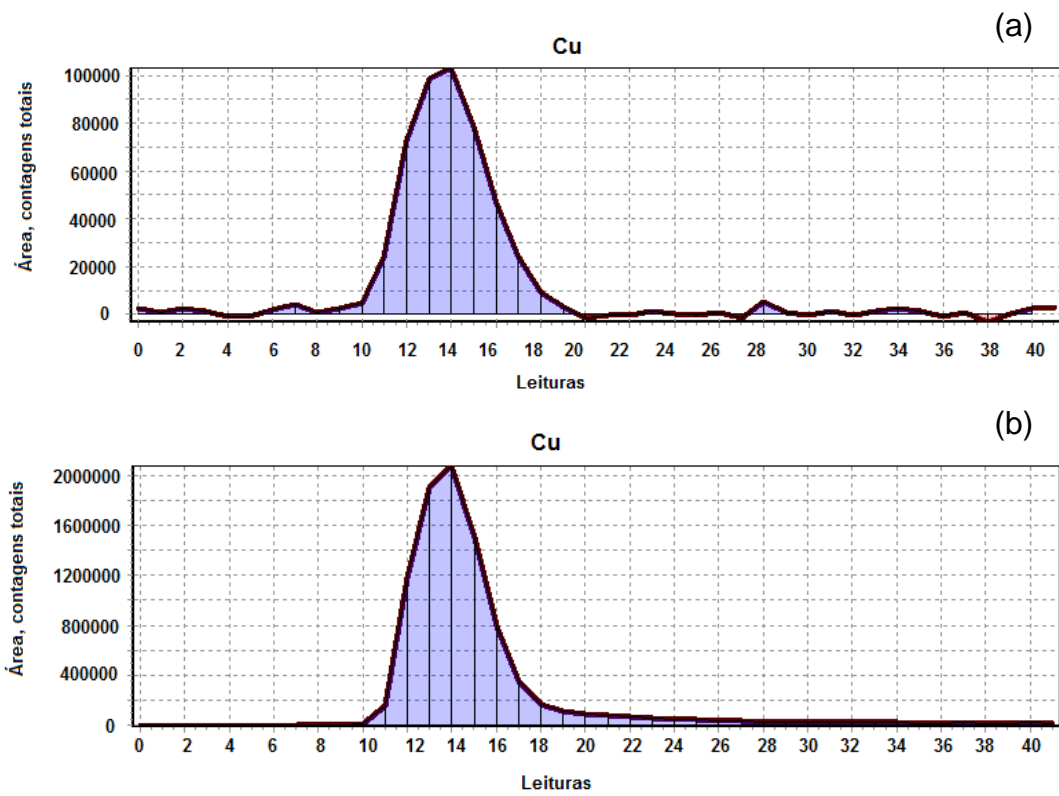 (a)
Cu
Área, contagens totais
100000
80000
60000
40000
20000
0
0 2 4 6 8 10 12 14 16 18 20 22 24 26 28 30 32 34 36 38 40
Leituras
(b)
Cu
Área, contagens totais
2000000
1600000
1200000
800000
400000
0
0 2 4 6 8 10 12 14 16 18 20 22 24 26 28 30 32 34 36 38 40
Leituras